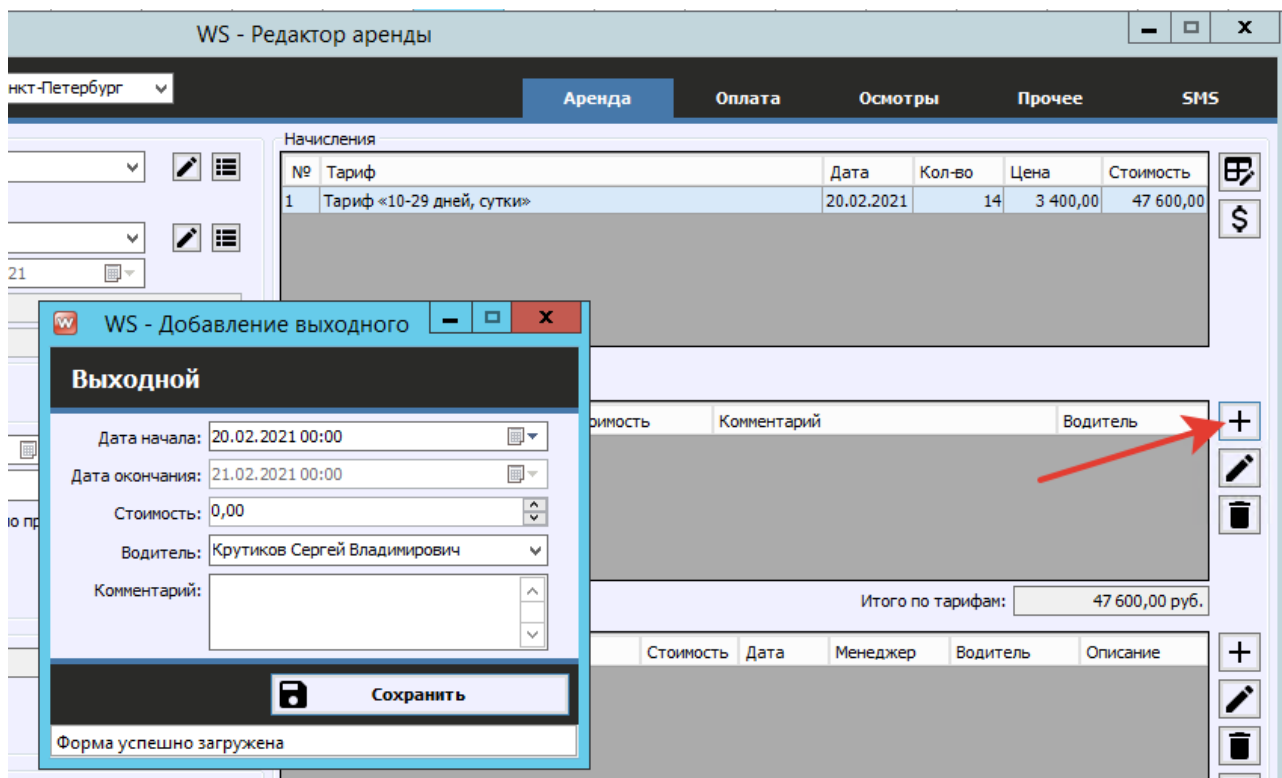 WS - Редактор аренды
нкт-Петербург
Аренда Оплата Осмотры Прочее SMS
Начисления
№ Тариф Дата Кол-во Цена Стоимость
1 Тариф «10-29 дней, сутки» 20.02.2021 14 3 400,00 47 600,00
21
WS - Добавление выходного
Выходной
оимость Комментарий Водитель
Дата начала: 20.02.2021 00:00
Дата окончания: 21.02.2021 00:00
Стоимость: 0,00
ю пр
Водитель: Крутиков Сергей Владимирович
Комментарий:
Итого по тарифам: 47 600,00 руб.
Стоимость Дата Менеджер Водитель Описание
Сохранить
Форма успешно загружена